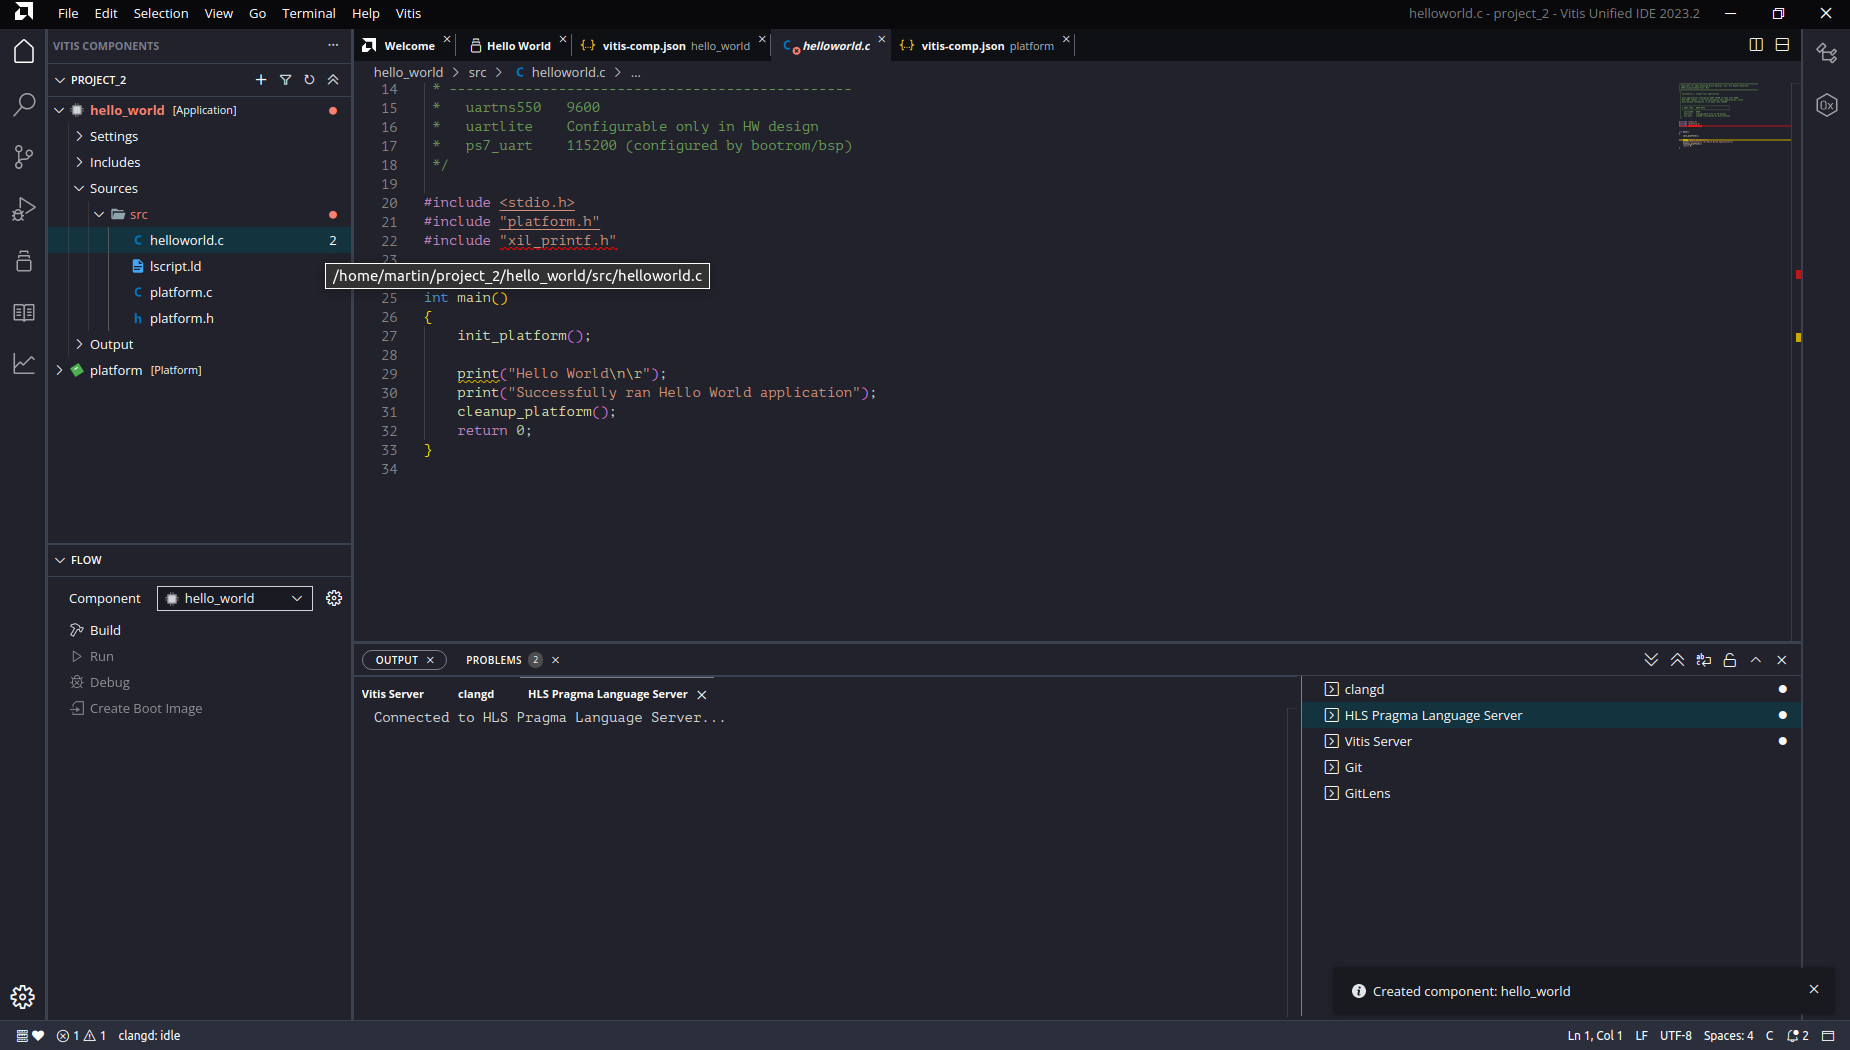 File Edit Selection View Go Terminal Help Vitis
helloworld.c - project_2 - Vitis Unified IDE 2023.2
VITIS COMPONENTS
PROJECT_2
hello_world [Application]
Settings
Includes
Sources
src
helloworld.c 2
lscript.ld
platform.c
platform.h
Output
platform [Platform]
FLOW
Component hello_world
Build
Run
Debug
Create Boot Image
Welcome Hello World vitis-comp.json hello_world helloworld.c vitis-comp.json platform
hello_world > src > C helloworld.c > ...
14 * ------------------------------------------------
15 *   uartns550   9600
16 *   uartlite    Configurable only in HW design
17 *   ps7_uart    115200 (configured by bootrom/bsp)
18 */
19
20 #include <stdio.h>
21 #include "platform.h"
22 #include "xil_printf.h"
23
/home/martin/project_2/hello_world/src/helloworld.c
25 int main()
26 {
27     init_platform();
28
29     print("Hello World\n\r");
30     print("Successfully ran Hello World application");
31     cleanup_platform();
32     return 0;
33 }
34
OUTPUT PROBLEMS 2
Vitis Server clangd HLS Pragma Language Server
Connected to HLS Pragma Language Server...
clangd
HLS Pragma Language Server
Vitis Server
Git
GitLens
Created component: hello_world
1 1 clangd: idle
Ln 1, Col 1 LF UTF-8 Spaces: 4 C 2